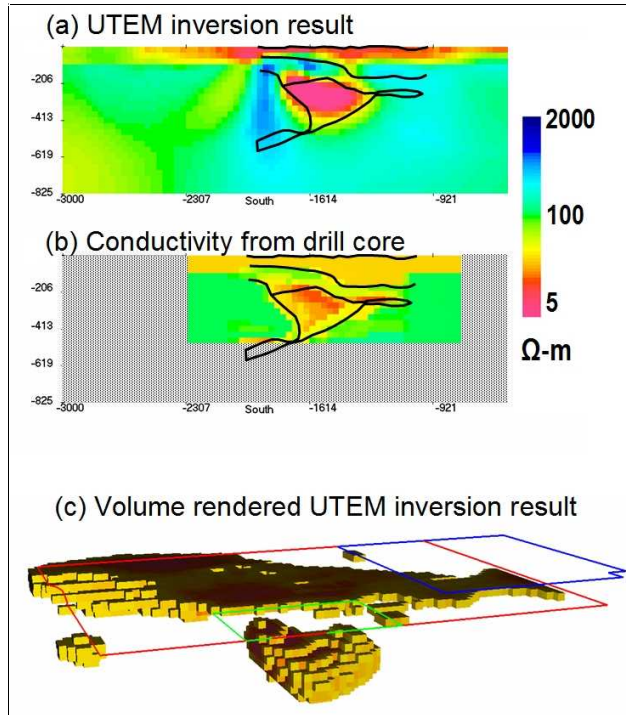 (a) UTEM inversion result
-206
-413
-619
-825
-3000 -2307 South -1614 -921
2000
100
5
Ω-m
(b) Conductivity from drill core
-206
-413
-619
-825
-3000 -2307 South -1614 -921
(c) Volume rendered UTEM inversion result